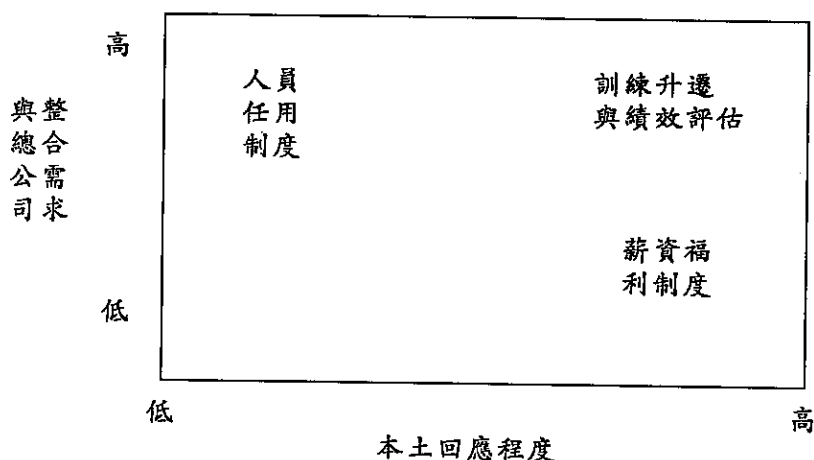 高
人員
任用
制度
訓練升遷
與績效評估
與整
總合
公需
司求
薪資福
利制度
低
低
高
本土回應程度